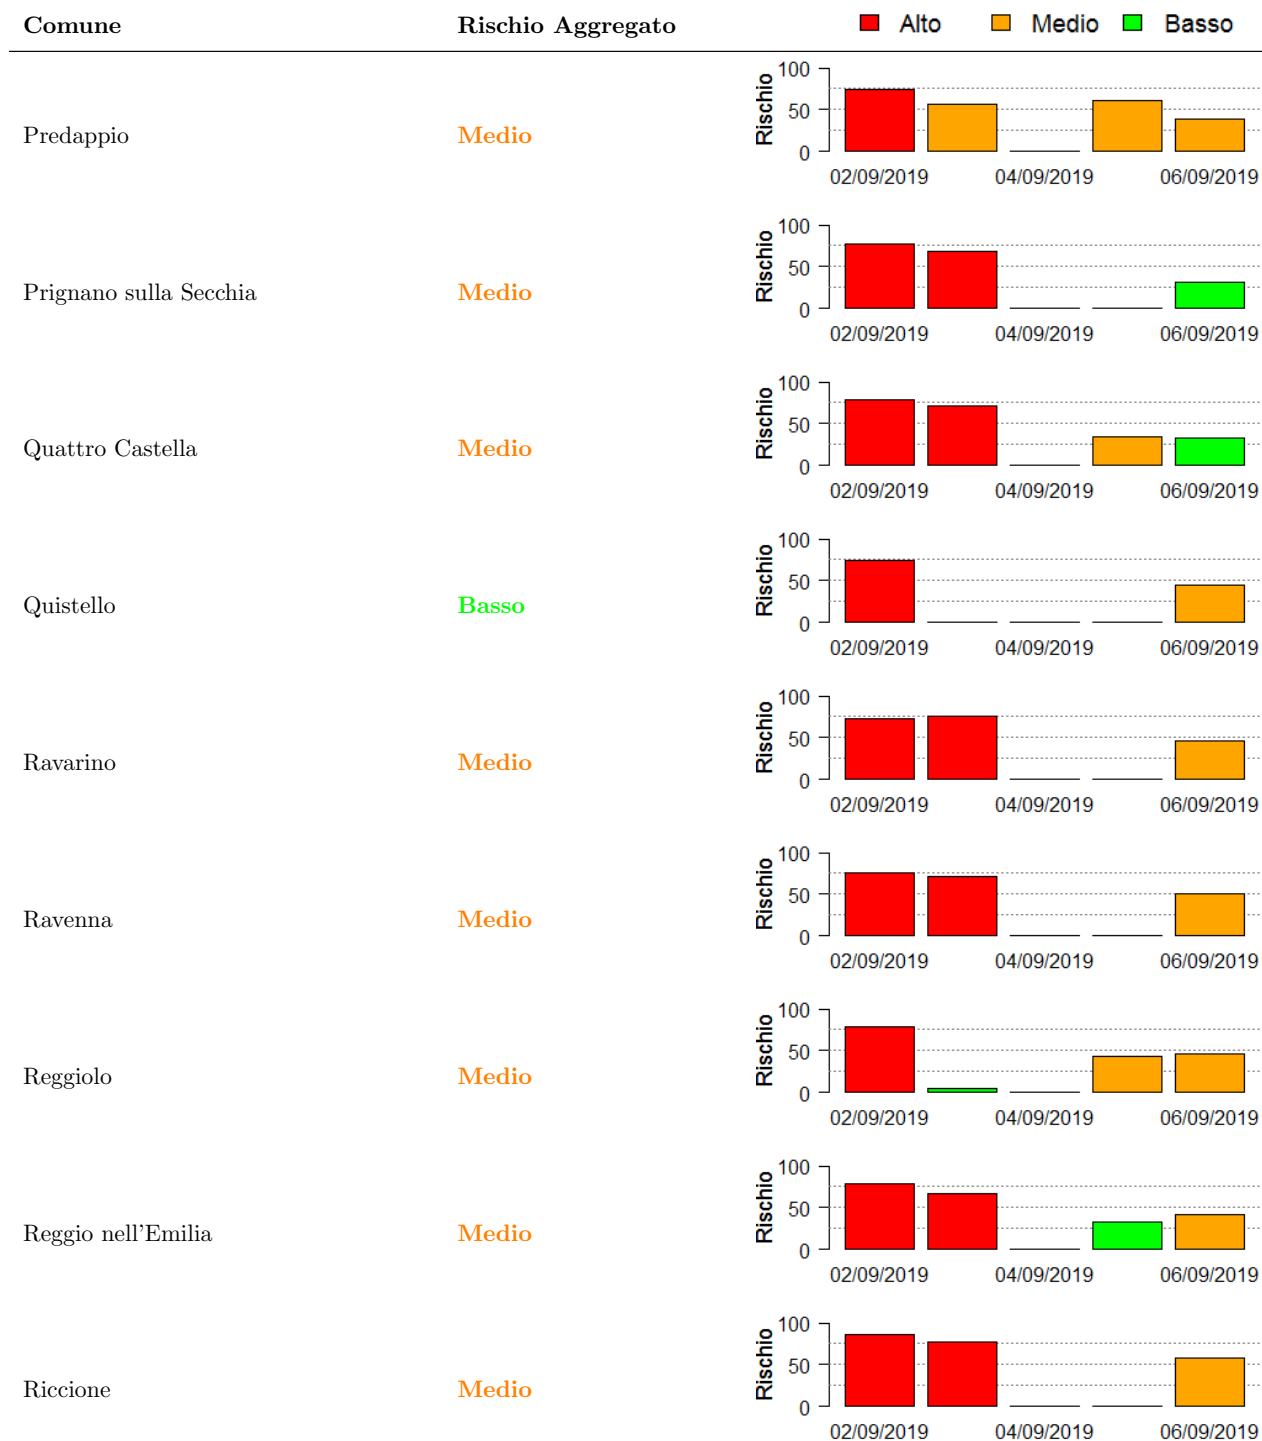 Comune Rischio Aggregato Alto Medio Basso
Predappio Medio
Rischio
100
50
0
02/09/2019 04/09/2019 06/09/2019
Prignano sulla Secchia Medio
Rischio
100
50
0
02/09/2019 04/09/2019 06/09/2019
Quattro Castella Medio
Rischio
100
50
0
02/09/2019 04/09/2019 06/09/2019
Quistello Basso
Rischio
100
50
0
02/09/2019 04/09/2019 06/09/2019
Ravarino Medio
Rischio
100
50
0
02/09/2019 04/09/2019 06/09/2019
Ravenna Medio
Rischio
100
50
0
02/09/2019 04/09/2019 06/09/2019
Reggiolo Medio
Rischio
100
50
0
02/09/2019 04/09/2019 06/09/2019
Reggio nell'Emilia Medio
Rischio
100
50
0
02/09/2019 04/09/2019 06/09/2019
Riccione Medio
Rischio
100
50
0
02/09/2019 04/09/2019 06/09/2019